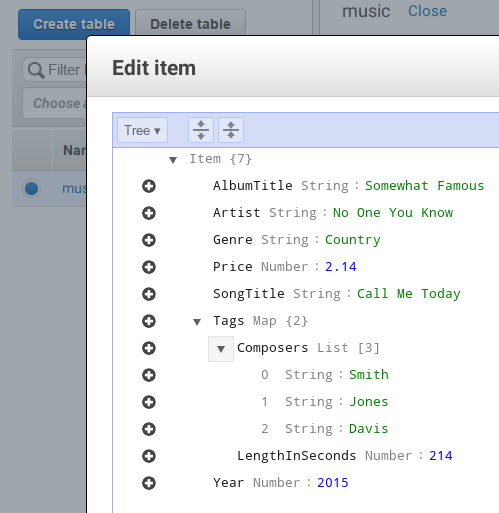 Create table Delete table music Close
Filter
Choose a
Nam
mus
Edit item
Tree ▾
▼ Item {7}
AlbumTitle String : Somewhat Famous
Artist String : No One You Know
Genre String : Country
Price Number : 2.14
SongTitle String : Call Me Today
▼ Tags Map {2}
▼ Composers List [3]
0 String : Smith
1 String : Jones
2 String : Davis
LengthInSeconds Number : 214
Year Number : 2015